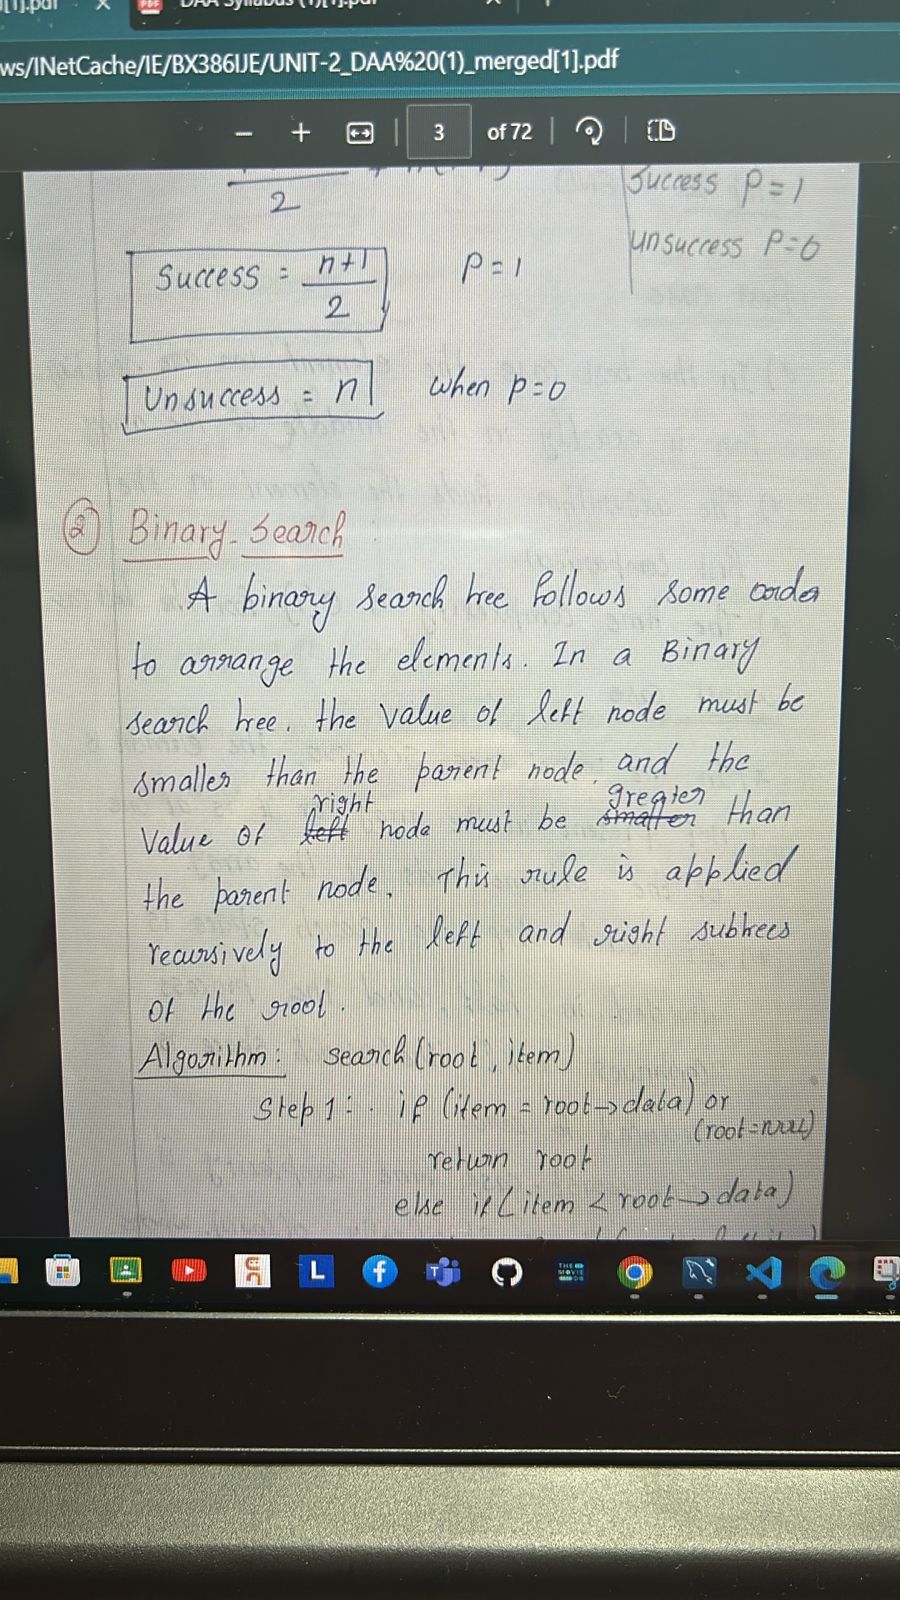 DAA Syllabus (1)[1].pdf
ws/INetCache/IE/BX386IJE/UNIT-2_DAA%20(1)_merged[1].pdf
3 of 72
2
Success P=1
unsuccess P=0
Success = n+1
2
P=1
Unsuccess = n when p=0
② Binary Search
A binary search tree follows some order
to arrange the elements. In a Binary
search tree, the value of left node must be
smaller than the parent node, and the
right greater
Value of left node must be smaller than
the parent node. This rule is applied
recursively to the left and right subtrees
of the root.
Algorithm: search(root, item)
Step 1: if (item = root→data) or
(root=NULL)
return root
else if (item < root→data)
L
f
T
THE
MOVIE
DB